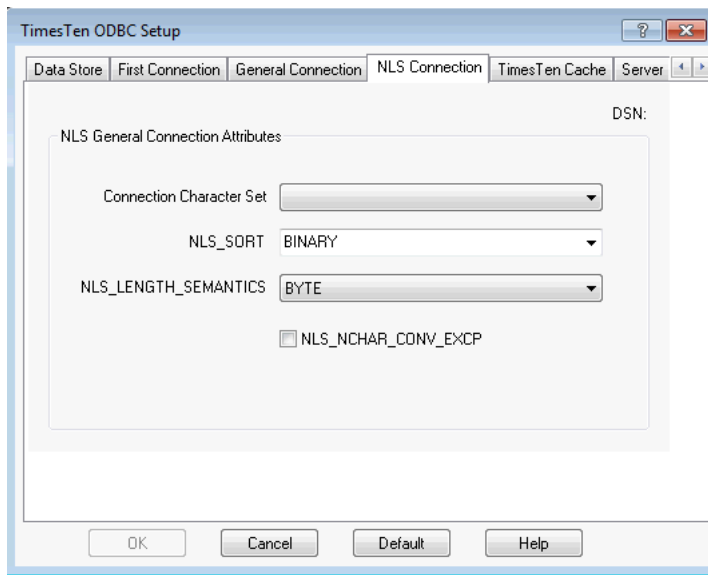 TimesTen ODBC Setup
Data Store First Connection General Connection NLS Connection TimesTen Cache Server
DSN:
NLS General Connection Attributes
Connection Character Set
NLS_SORT BINARY
NLS_LENGTH_SEMANTICS BYTE
NLS_NCHAR_CONV_EXCP
OK Cancel Default Help